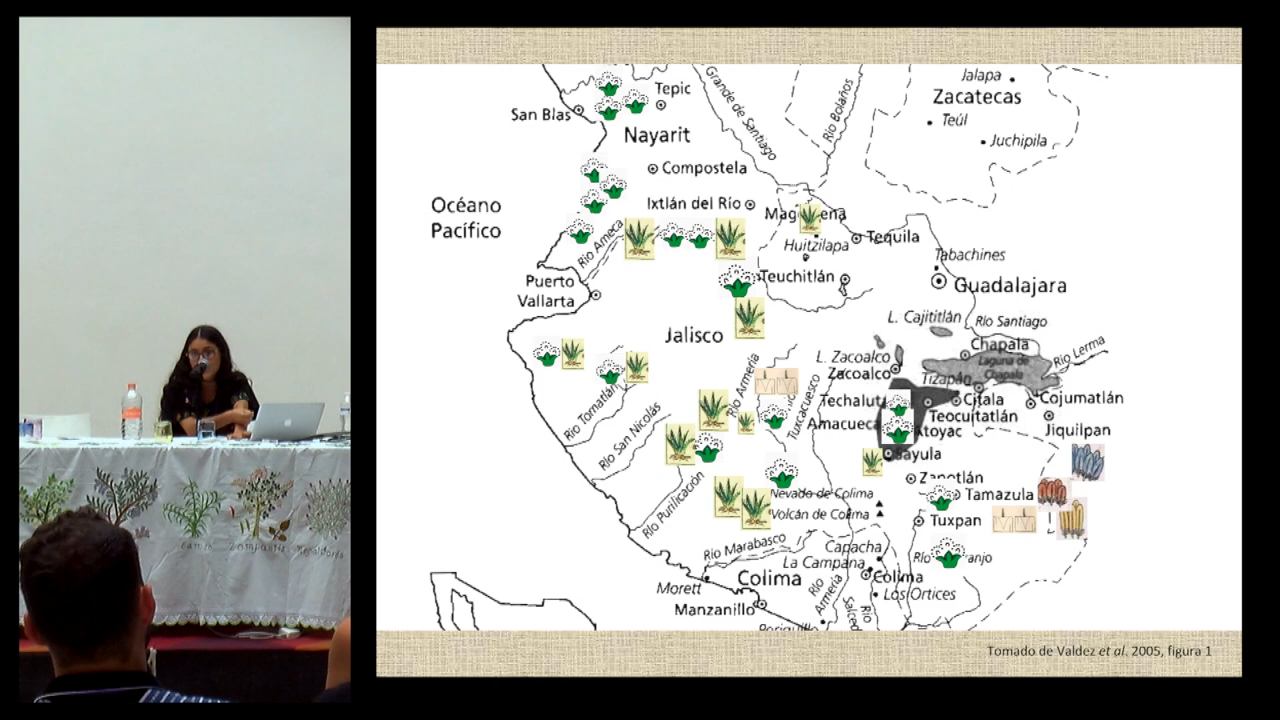 Jalapa
Zacatecas
Teúl
Juchipila
Grande de Santiago
Río Bolaños
Tepic
San Blas
Nayarit
Compostela
Océano
Pacífico
Ixtlán del Río
Huitzilapa
Tequila
Río Ameca
Tabachines
Teuchitlán
Guadalajara
Puerto
Vallarta
L. Cajititlán
Río Santiago
Jalisco
Chapala
L. Zacoalco
Zacoalco
Laguna de
Chapala
Río Lerma
Río Armería
Tizapán
Citala
Cojumatlán
Teocuitatlán
Amacueca
Jiquilpan
Río Tomatlán
Río San Nicolás
Tuxcacuesco
Zapotlán
Nevado de Colima
Tamazula
Volcán de Colima
Tuxpan
Río Purificación
Río Marabasco
Capacha
La Campana
Colima
Colima
Morett
Los Ortices
Manzanillo
Río
Armería
Río
Tomado de Valdez et al. 2005, figura 1